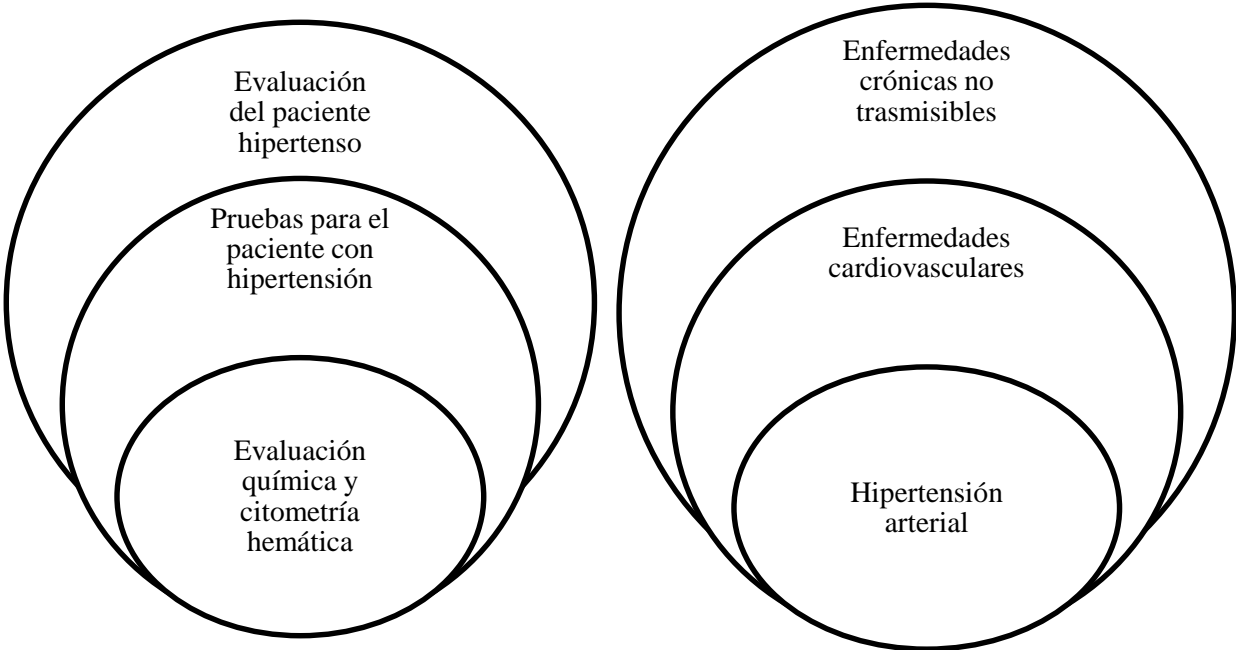 Evaluación
del paciente
hipertenso
Pruebas para el
paciente con
hipertensión
Evaluación
química y
citometría
hemática
Enfermedades
crónicas no
trasmisibles
Enfermedades
cardiovasculares
Hipertensión
arterial